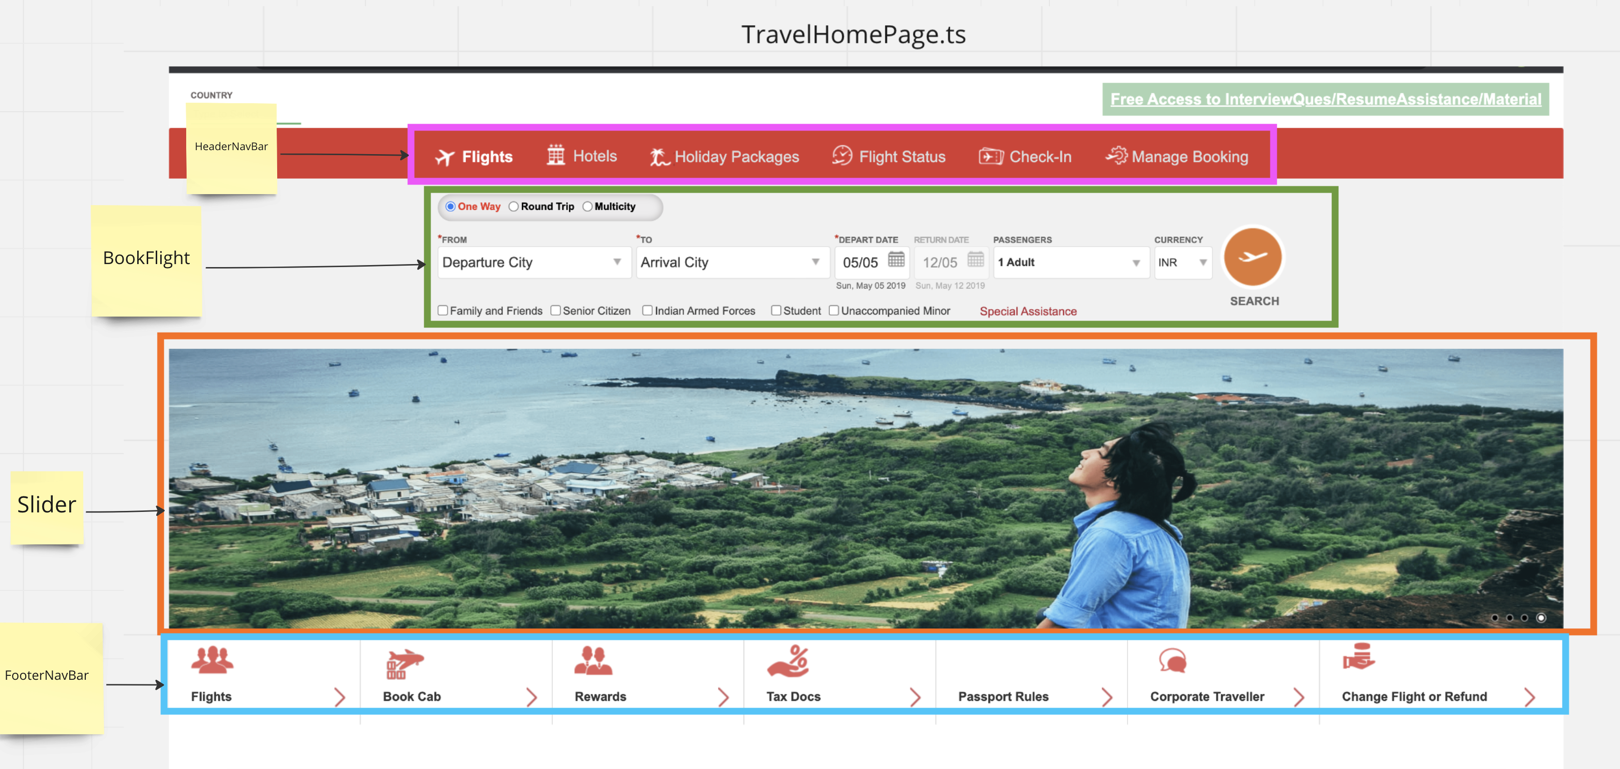 TravelHomePage.ts
COUNTRY
Free Access to InterviewQues/ResumeAssistance/Material
HeaderNavBar
Flights Hotels Holiday Packages Flight Status Check-In Manage Booking
One Way Round Trip Multicity
BookFlight
*FROM *TO *DEPART DATE RETURN DATE PASSENGERS CURRENCY
Departure City Arrival City 05/05 12/05 1 Adult INR
Sun, May 05 2019 Sun, May 12 2019
SEARCH
Family and Friends Senior Citizen Indian Armed Forces Student Unaccompanied Minor Special Assistance
Slider
FooterNavBar
Flights Book Cab Rewards Tax Docs Passport Rules Corporate Traveller Change Flight or Refund